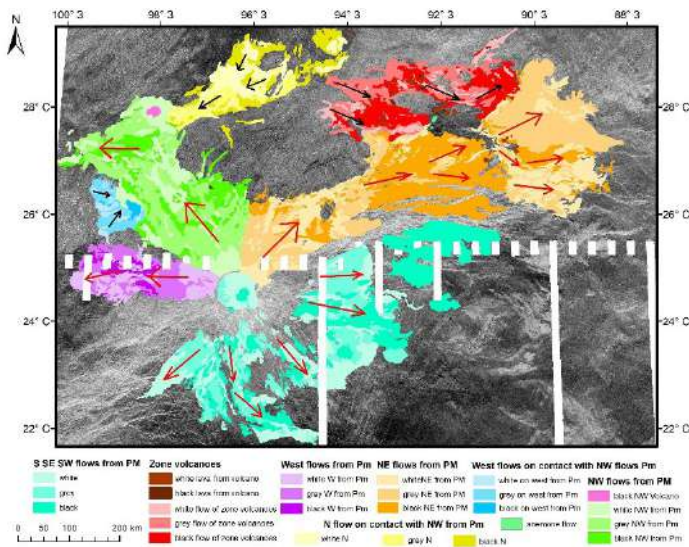 N
100°3 98°3 96°3 94°3 92°3 90°3 88°3
28°C 28°C
26°C 26°C
24°C 24°C
22°C 22°C
S SE SW flows from PM
white
gray
black
Zone volcanoes
white lava from volcano
black lava from volcano
white flow of zone volcanoes
grey flow of zone volcanoes
black flow of zone volcanoes
West flows from Pm
white W from Pm
gray W from Pm
black W from Pm
NE flows from PM
white NE from PM
grey NE from PM
black NE from PM
West flows on contact with NW flows Pm
white on west from Pm
gray on west from Pm
black on west from Pm
anemone flow
NW flows from PM
black NW Volcano
white NW from PM
gray NW from PM
black NW from PM
N flow on contact with NW from Pm
white N gray N black N
0 50 100 200 km